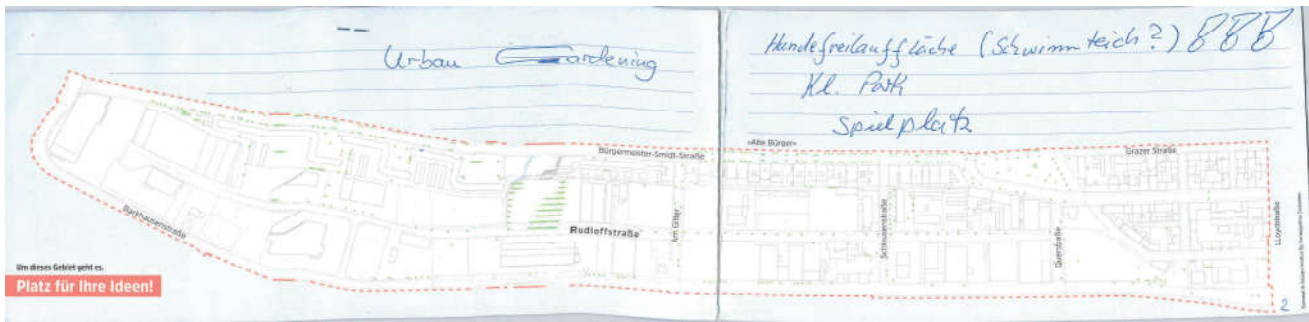 Urban Gardening
Hundefreilauffläche (Schwimmteich?)
Kl. Park
Spielplatz
Bürgermeister-Smidt-Straße
»Alte Bürger«
Grazer Straße
Barkhausenstraße
Rudloffstraße
Am Gitter
Schleusenstraße
Querstraße
Lloydstraße
Um dieses Gebiet geht es.
Platz für Ihre Ideen!
2